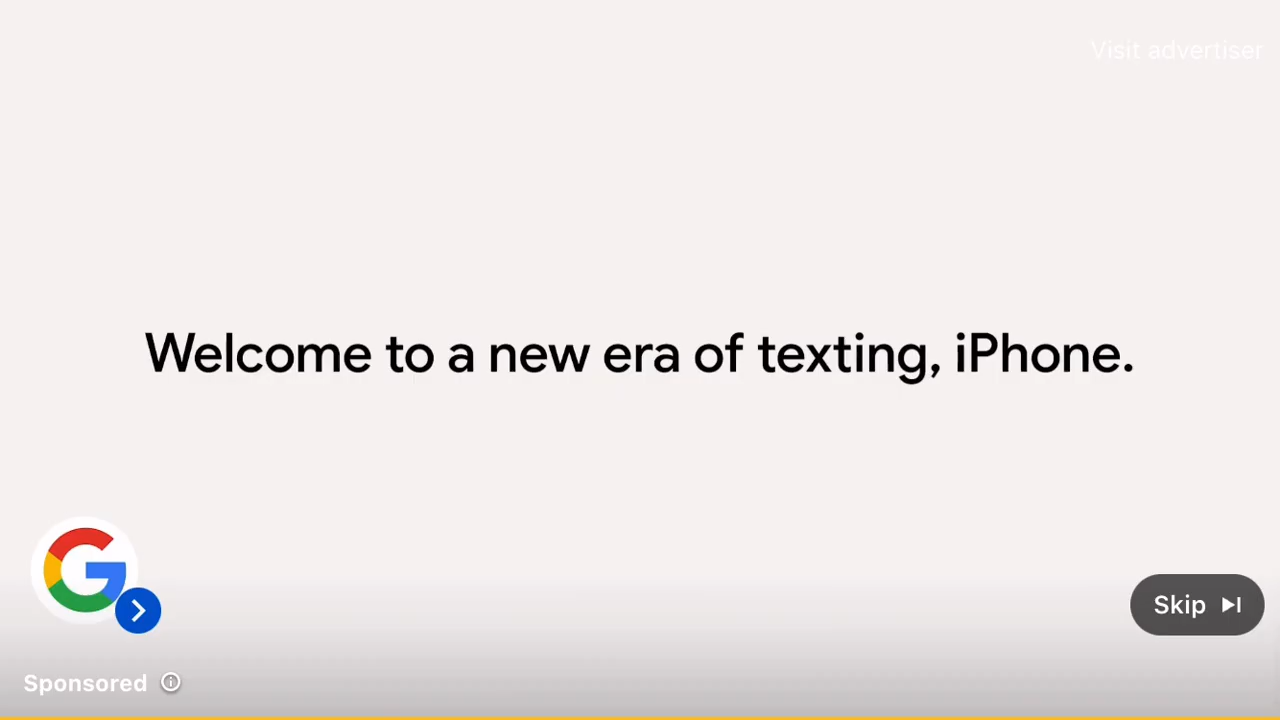 Visit advertiser
Welcome to a new era of texting, iPhone.
Skip
Sponsored